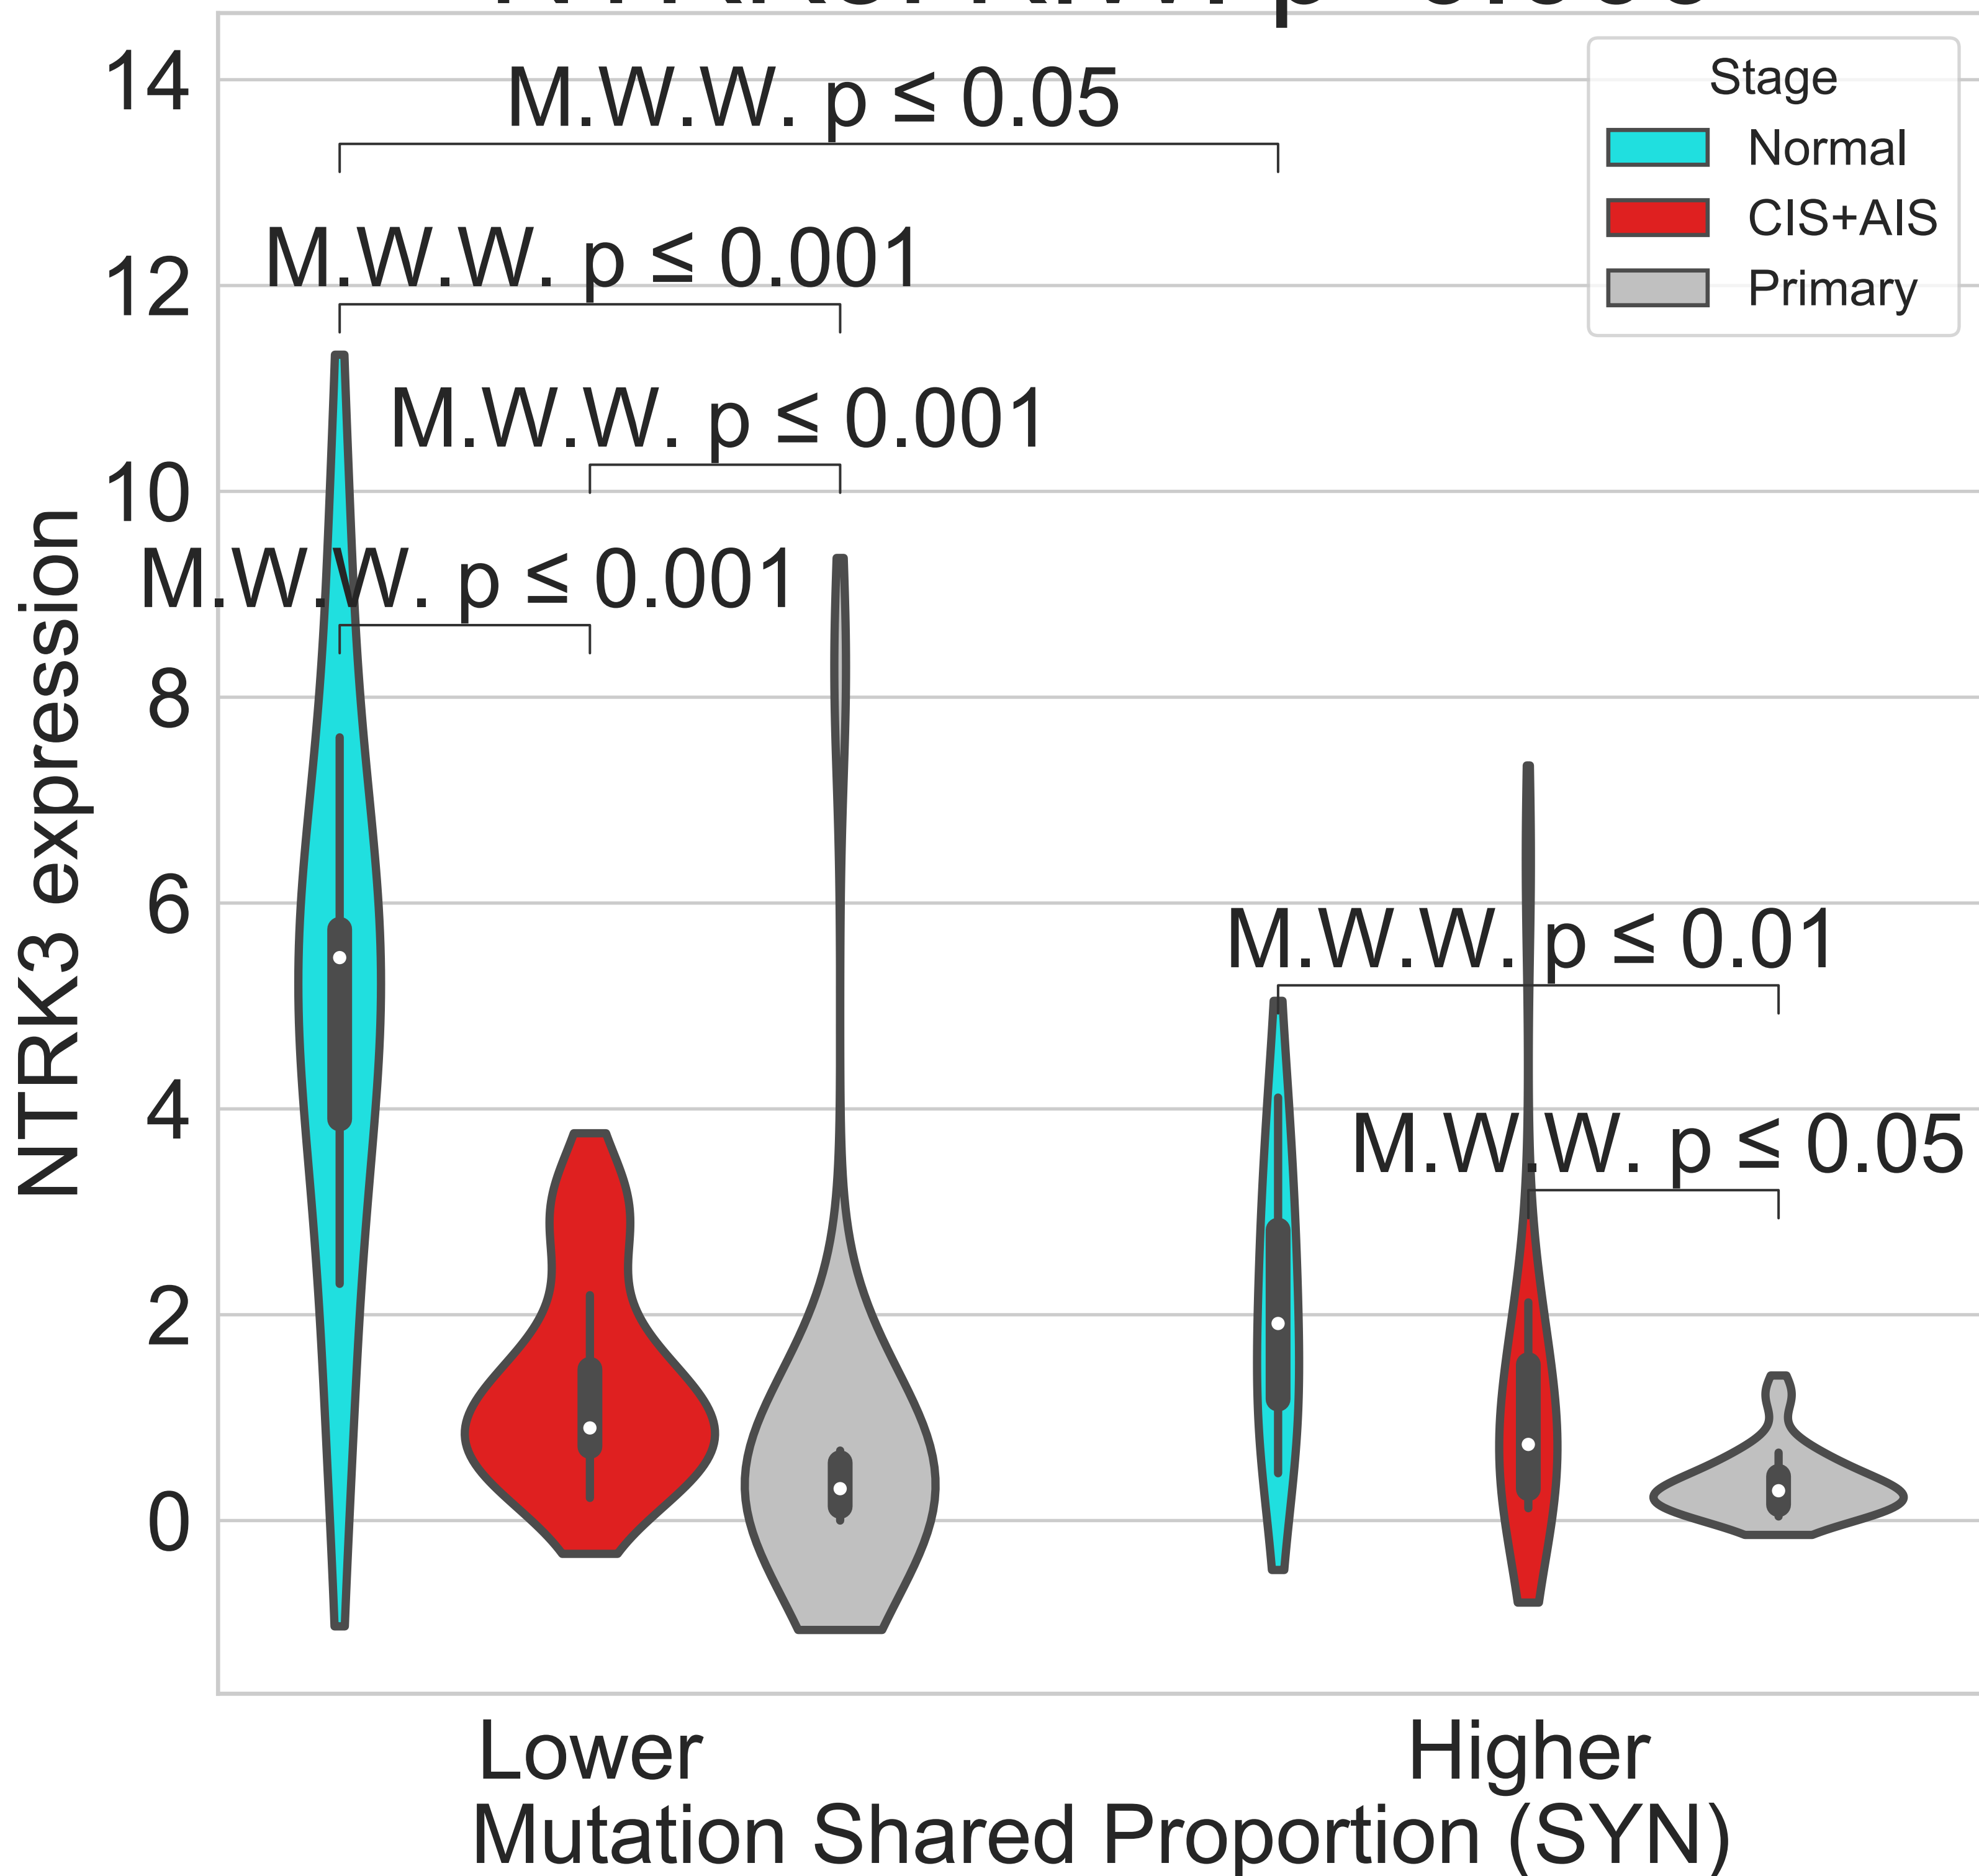 14
M.W.W. p ≤ 0.05
Stage
Normal
CIS+AIS
Primary
M.W.W. p ≤ 0.001
12
M.W.W. p ≤ 0.001
10
M.W.W. p ≤ 0.001
8
6
M.W.W. p ≤ 0.01
4
M.W.W. p ≤ 0.05
2
0
NTRK3 expression
Lower
Higher
Mutation Shared Proportion (SYN)